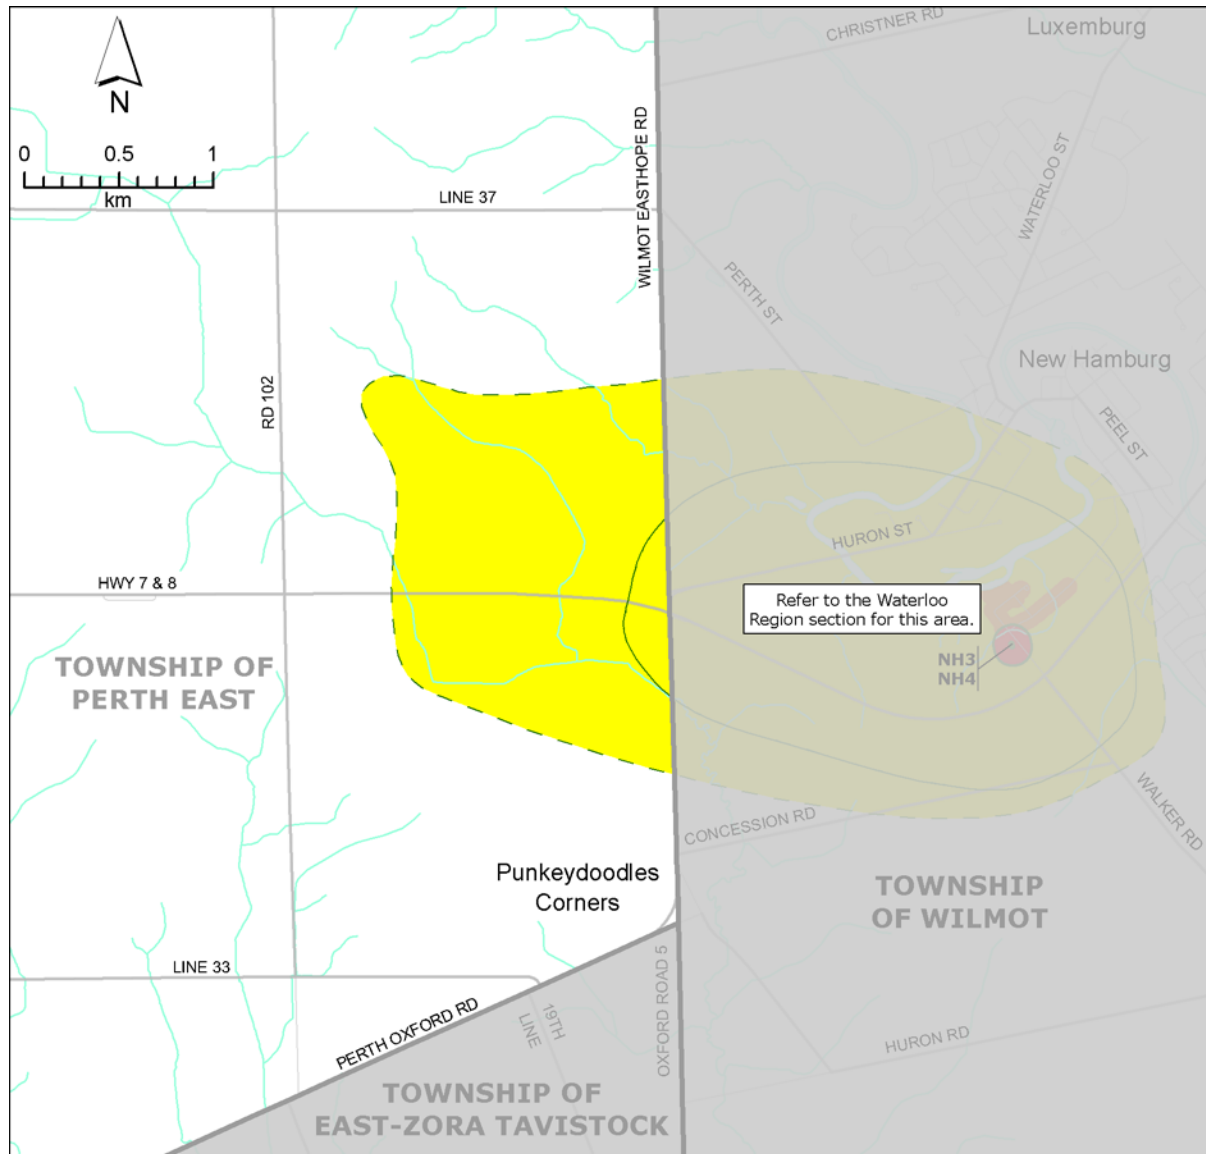 CHRISTNER RD
Luxemburg
N
0 0.5 1
km
WILMOT EASTHOPE RD
WATERLOO ST
LINE 37
PERTH ST
New Hamburg
RD 102
PEEL ST
HURON ST
HWY 7 & 8
Refer to the Waterloo
Region section for this area.
NH3
NH4
TOWNSHIP OF
PERTH EAST
WALKER RD
CONCESSION RD
Punkeydoodles
Corners
TOWNSHIP
OF WILMOT
LINE 33
OXFORD ROAD 5
PERTH OXFORD RD
19TH
LINE
HURON RD
TOWNSHIP OF
EAST-ZORA TAVISTOCK